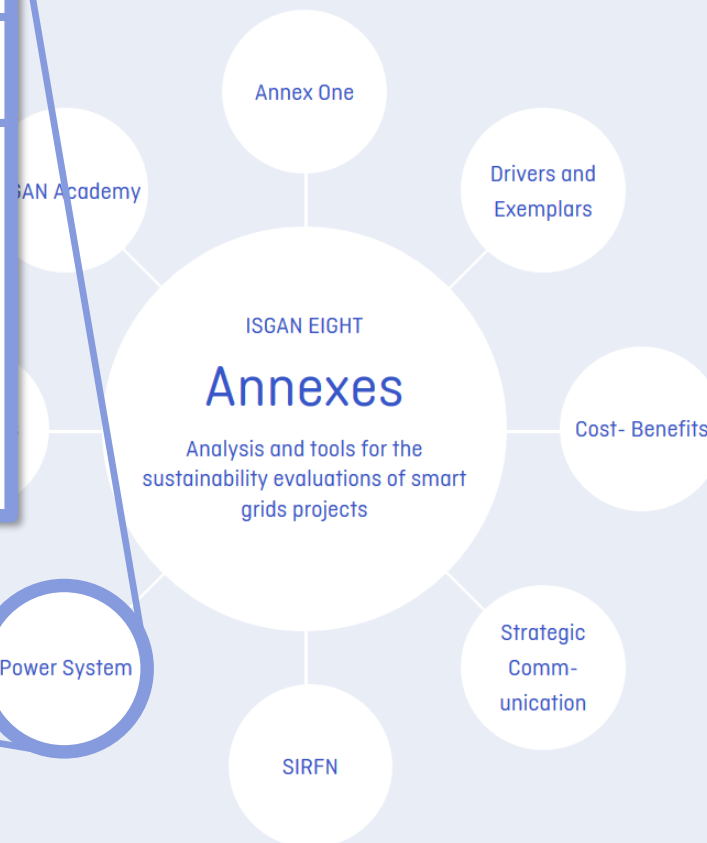 Annex One
Drivers and
Exemplars
Academy
ISGAN EIGHT
Annexes
Analysis and tools for the
sustainability evaluations of smart
grids projects
Cost- Benefits
Power System
Strategic
Comm-
unication
SIRFN